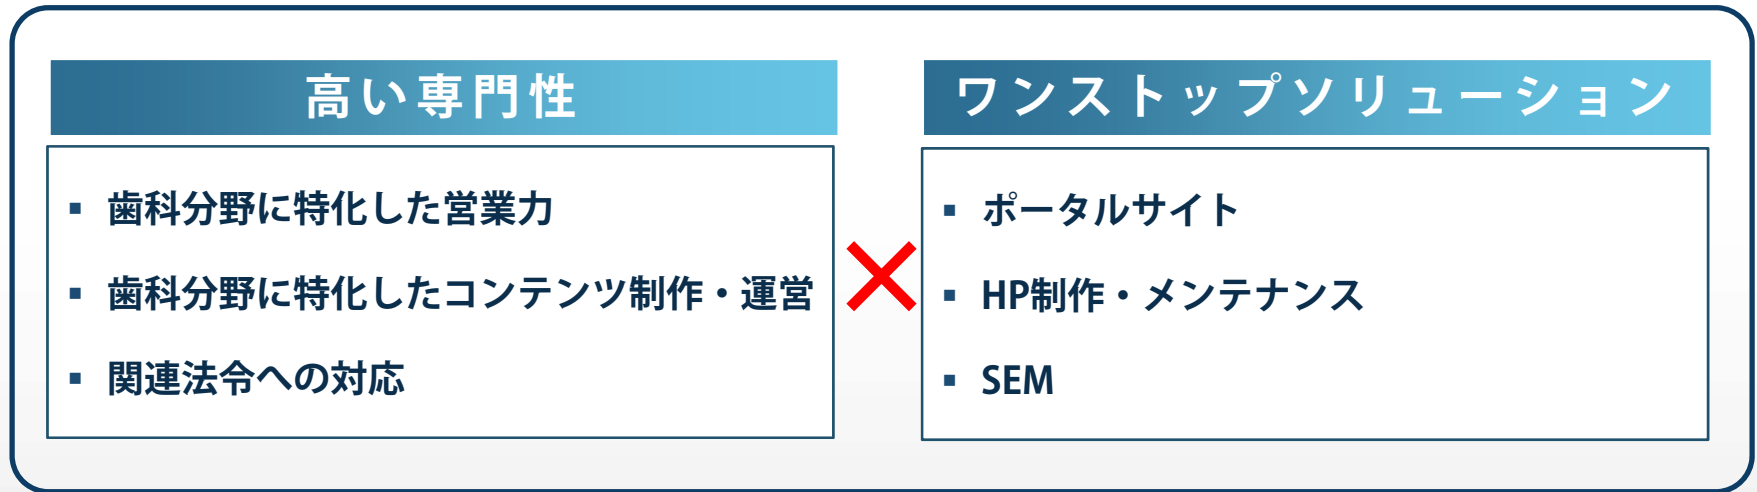 高い専門性
▪ 歯科分野に特化した営業力
▪ 歯科分野に特化したコンテンツ制作・運営
▪ 関連法令への対応
ワンストップソリューション
▪ ポータルサイト
▪ HP制作・メンテナンス
▪ SEM